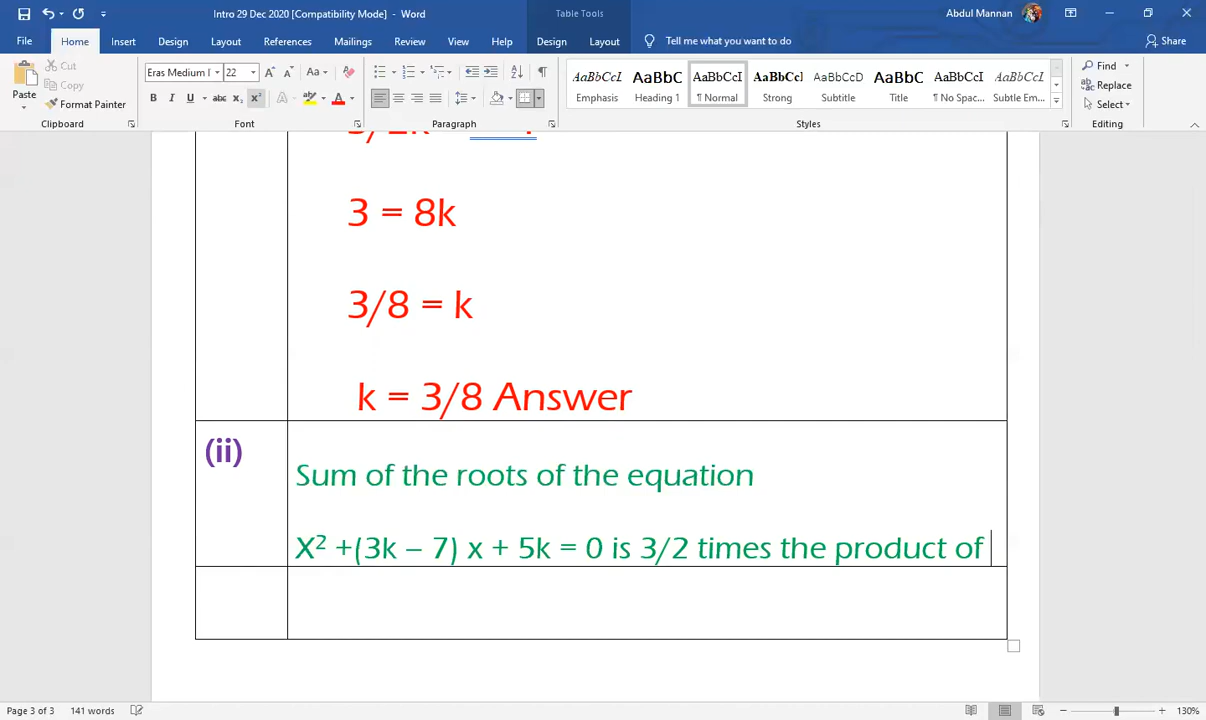 Intro 29 Dec 2020 [Compatibility Mode] - Word
Table Tools
Abdul Mannan
File Home Insert Design Layout References Mailings Review View Help Design Layout Tell me what you want to do Share
Paste
Cut
Copy
Format Painter
Clipboard
Eras Medium I 22
Font
Paragraph
AaBbCcI AaBbC AaBbCcI AaBbCcI AaBbCcD AaBbC AaBbCcI AaBbCcI
Emphasis Heading 1 ¶ Normal Strong Subtitle Title ¶ No Spac... Subtle Em...
Styles
Find
Replace
Select
Editing
3 = 8k
3/8 = k
k = 3/8 Answer
(ii)
Sum of the roots of the equation
X² +(3k – 7) x + 5k = 0 is 3/2 times the product of
Page 3 of 3 141 words 130%